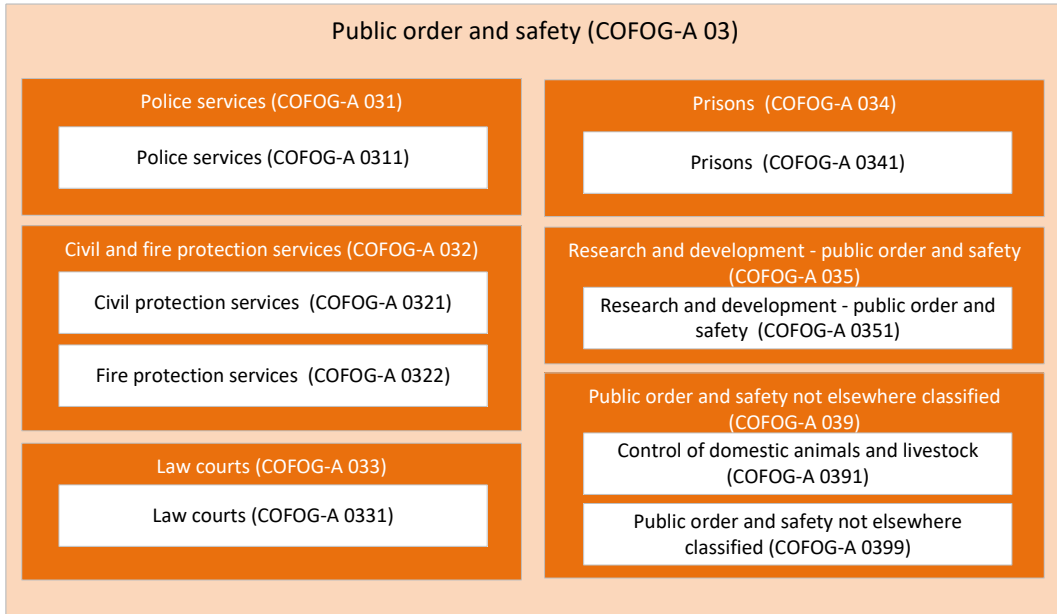 Public order and safety (COFOG-A 03)
Police services (COFOG-A 031)
Police services (COFOG-A 0311)
Civil and fire protection services (COFOG-A 032)
Civil protection services  (COFOG-A 0321)
Fire protection services  (COFOG-A 0322)
Law courts (COFOG-A 033)
Law courts (COFOG-A 0331)
Prisons  (COFOG-A 034)
Prisons  (COFOG-A 0341)
Research and development - public order and safety
(COFOG-A 035)
Research and development - public order and
safety  (COFOG-A 0351)
Public order and safety not elsewhere classified
(COFOG-A 039)
Control of domestic animals and livestock
(COFOG-A 0391)
Public order and safety not elsewhere
classified (COFOG-A 0399)